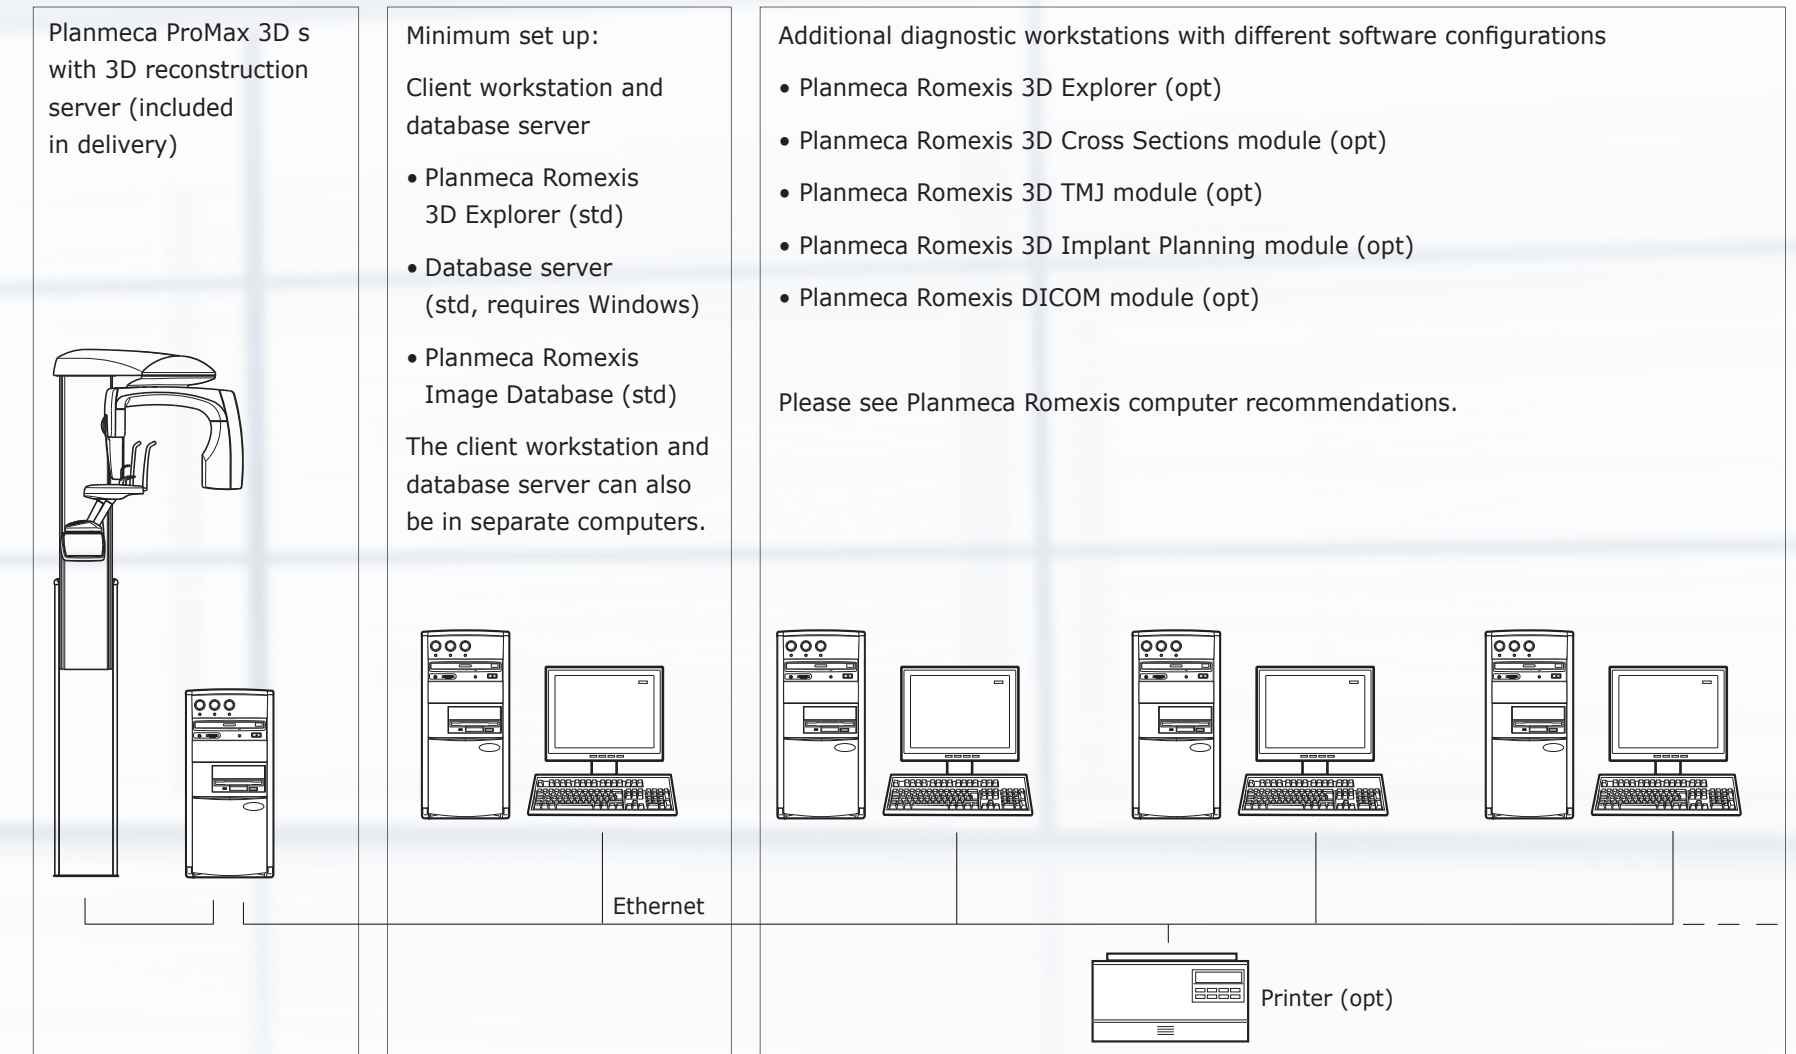 Planmeca ProMax 3D s
with 3D reconstruction
server (included
in delivery)
Minimum set up:
Client workstation and
database server
• Planmeca Romexis
3D Explorer (std)
• Database server
(std, requires Windows)
• Planmeca Romexis
Image Database (std)
The client workstation and
database server can also
be in separate computers.
Additional diagnostic workstations with different software configurations
• Planmeca Romexis 3D Explorer (opt)
• Planmeca Romexis 3D Cross Sections module (opt)
• Planmeca Romexis 3D TMJ module (opt)
• Planmeca Romexis 3D Implant Planning module (opt)
• Planmeca Romexis DICOM module (opt)
Please see Planmeca Romexis computer recommendations.
Ethernet
Printer (opt)